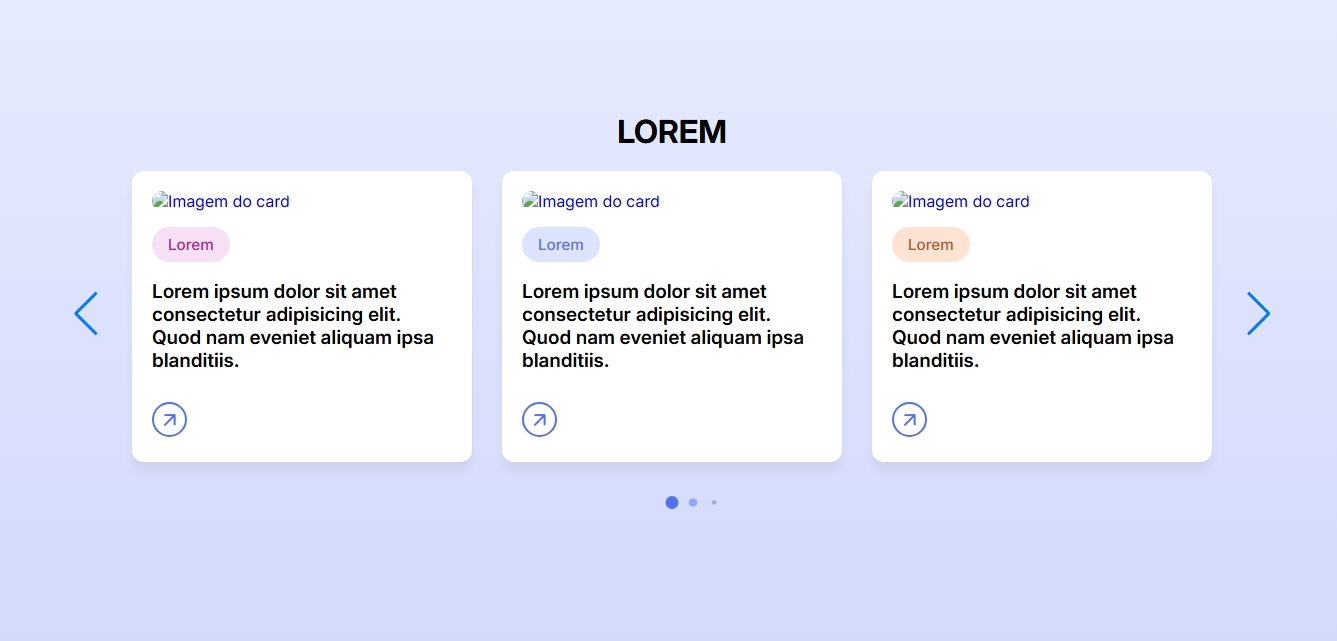 LOREM
Imagem do card
Lorem
Lorem ipsum dolor sit amet
consectetur adipisicing elit.
Quod nam eveniet aliquam ipsa
blanditiis.
Imagem do card
Lorem
Lorem ipsum dolor sit amet
consectetur adipisicing elit.
Quod nam eveniet aliquam ipsa
blanditiis.
Imagem do card
Lorem
Lorem ipsum dolor sit amet
consectetur adipisicing elit.
Quod nam eveniet aliquam ipsa
blanditiis.